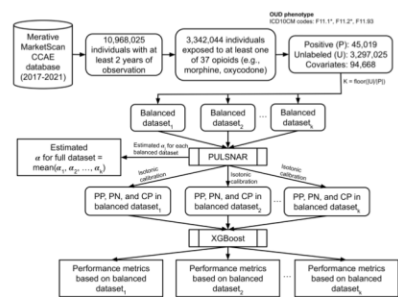 OUD phenotype
ICD10CM codes: F11.1*, F11.2*, F11.93
Merative
MarketScan
CCAE
database
(2017-2021)
10,968,025
individuals with at
least 2 years of
observation
3,342,044 individuals
exposed to at least one
of 37 opioids (e.g.,
morphine, oxycodone)
Positive (P): 45,019
Unlabeled (U): 3,297,025
Covariates: 94,668
K = floor(|U|/|P|)
Balanced
dataset1
Balanced
dataset2
...
Balanced
datasetk
Estimated
α for full dataset =
mean(α1, α2, ..., αk)
Estimated αi for each
balanced dataset
PULSNAR
Isotonic
calibration
Isotonic
calibration
Isotonic
calibration
PP, PN, and CP in
balanced dataset1
PP, PN, and CP in
balanced dataset2
...
PP, PN, and CP in
balanced datasetk
XGBoost
Performance metrics
based on balanced
dataset1
Performance metrics
based on balanced
dataset2
...
Performance metrics
based on balanced
datasetk